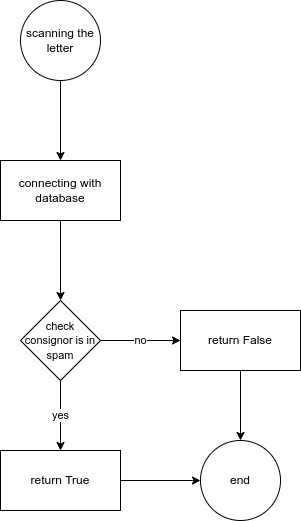 scanning the
letter
connecting with
database
check
consignor is in
spam
no
return False
yes
return True
end